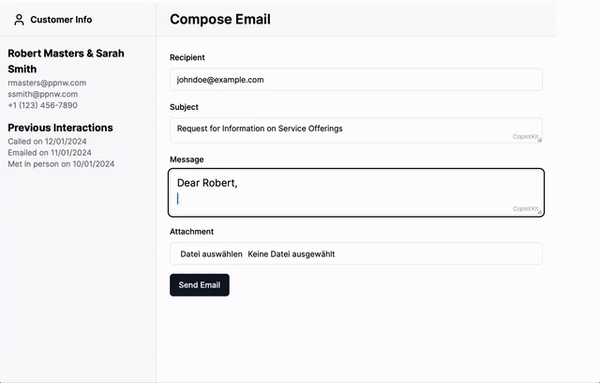 Customer Info
Robert Masters & Sarah
Smith
rmasters@ppnw.com
ssmith@ppnw.com
+1 (123) 456-7890
Previous Interactions
Called on 12/01/2024
Emailed on 11/01/2024
Met in person on 10/01/2024
Compose Email
Recipient
johndoe@example.com
Subject
Request for Information on Service Offerings
CopilotKit
Message
Dear Robert,
CopilotKit
Attachment
Datei auswählen Keine Datei ausgewählt
Send Email